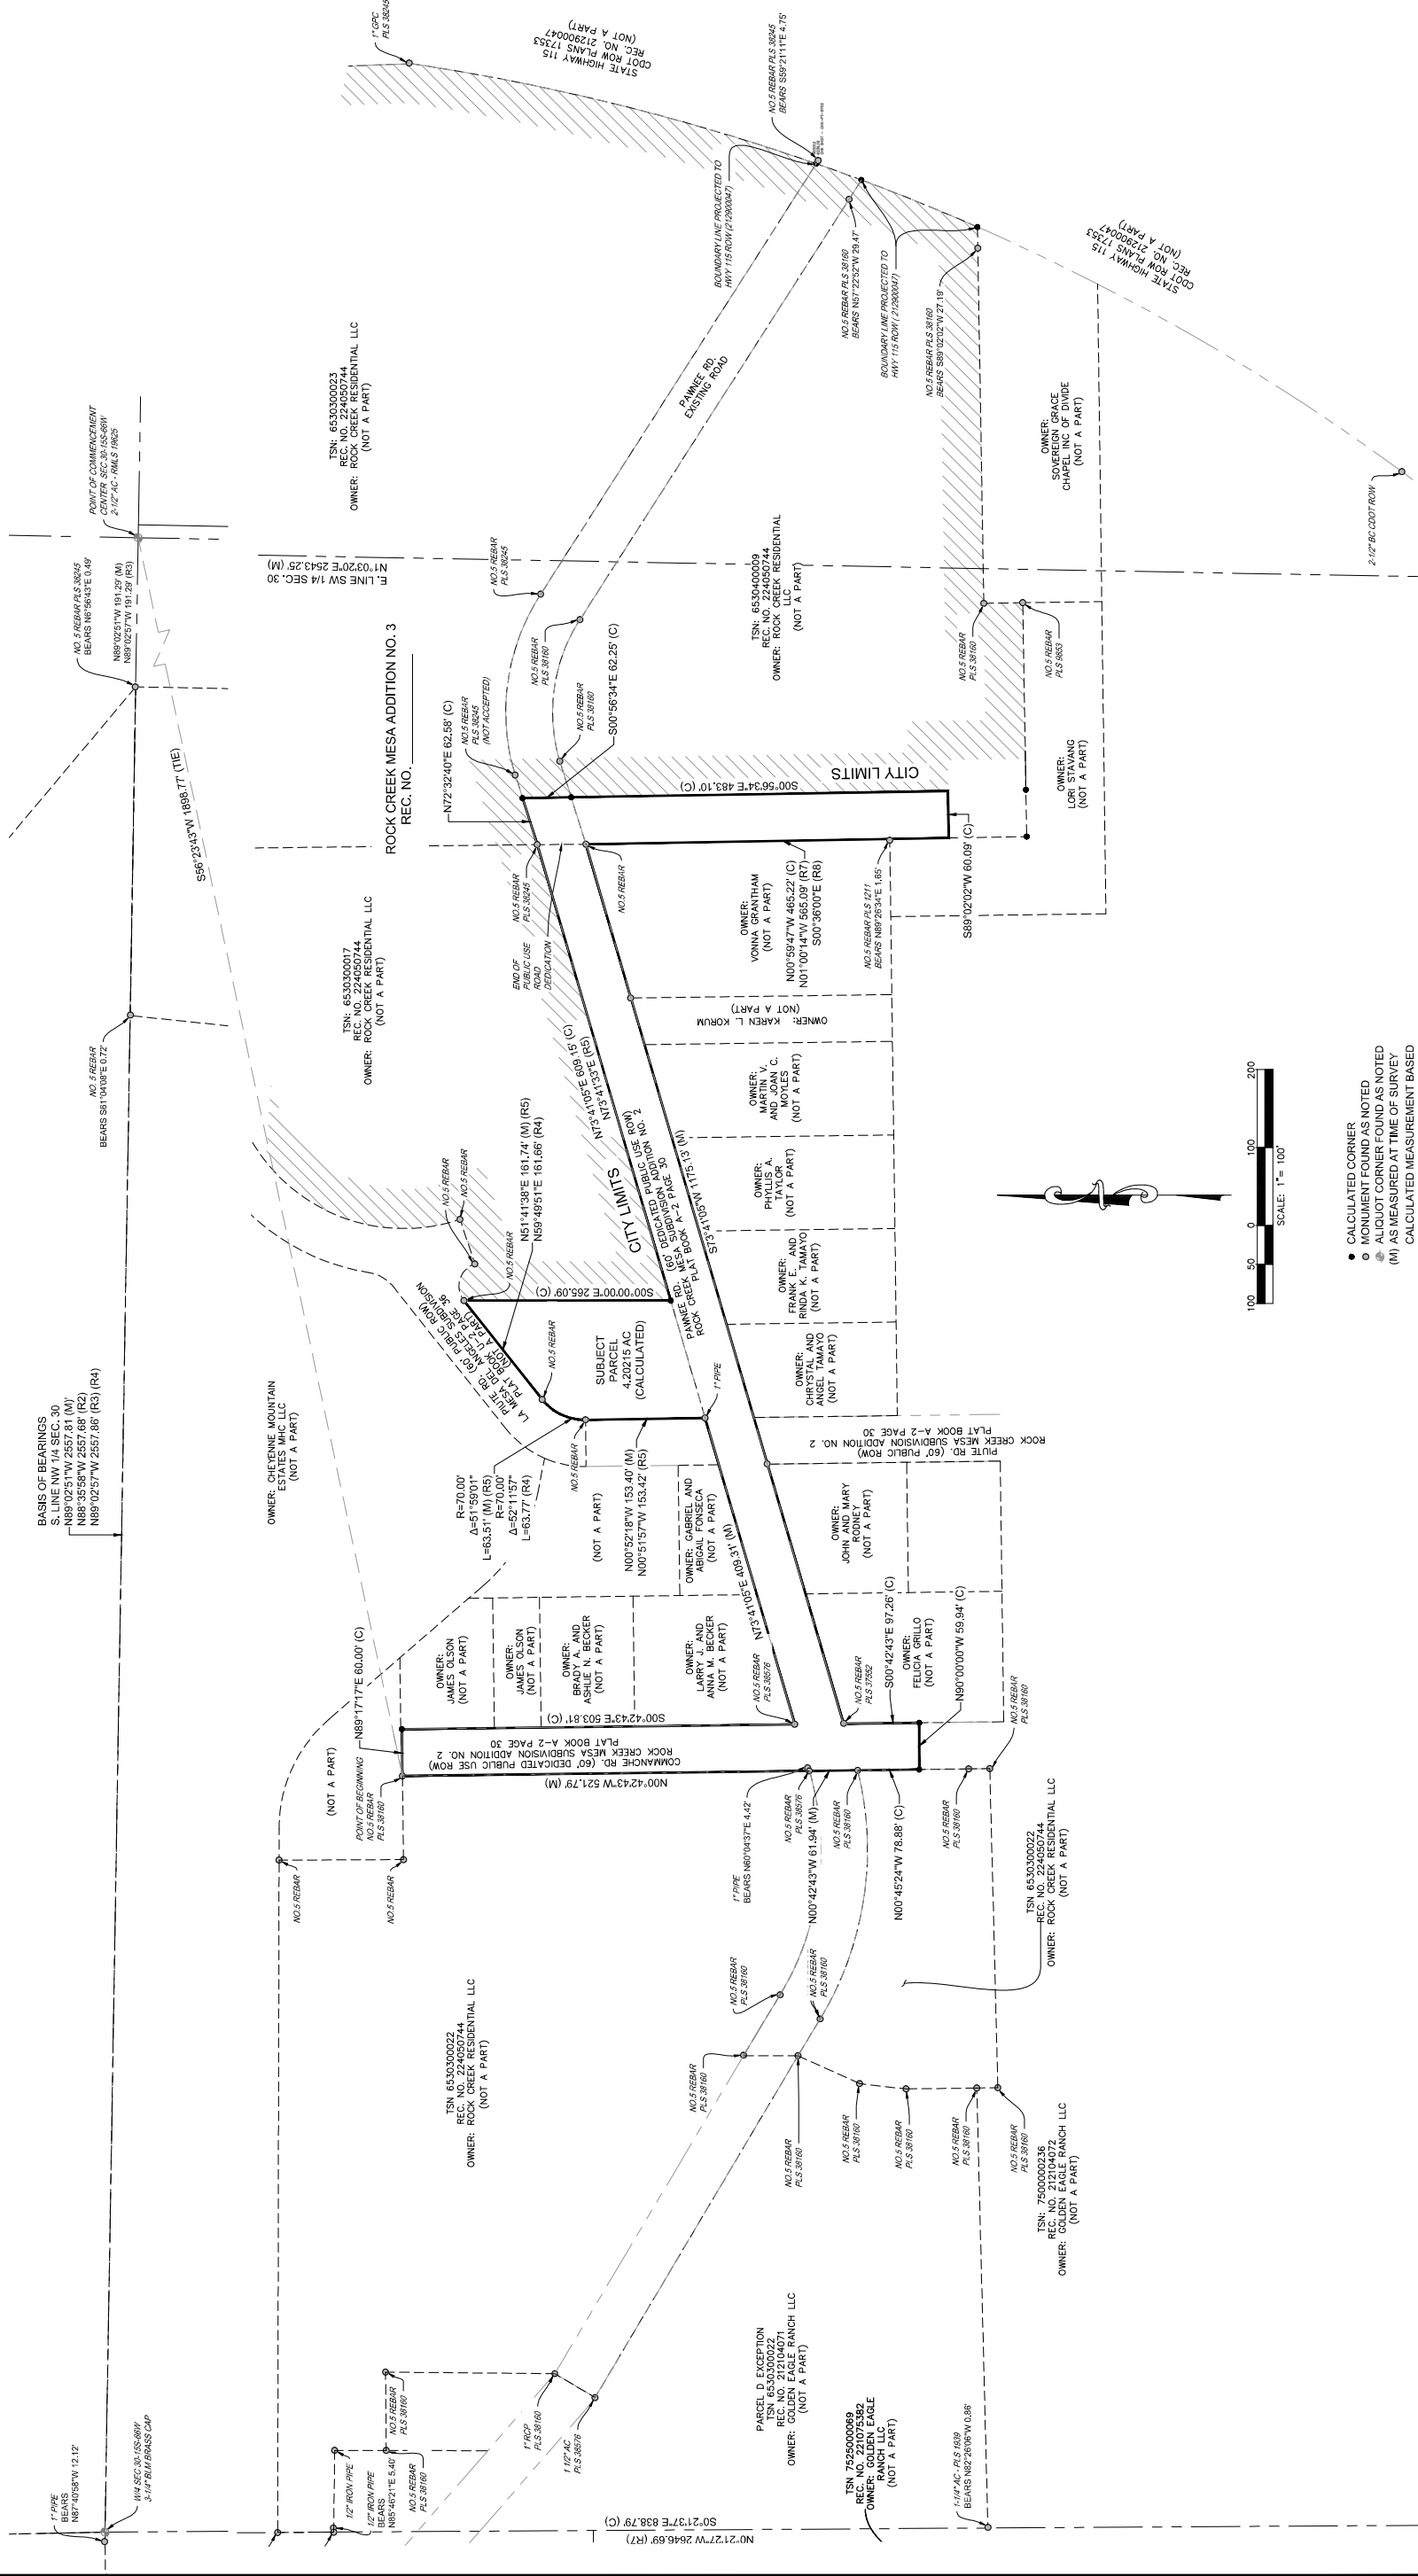 1" PIPE
BEARS
N87°40'58"W 12.12'
W/4 SEC 30-15S-66W
3-1/4" BLM BRASS CAP
BASIS OF BEARINGS
S. LINE NW 1/4 SEC. 30
N89°02'51"W 2557.81 (M)'
N88°35'58"W 2557.68' (R2)
N89°02'57"W 2557.86' (R3) (R4)
NO. 5 REBAR
BEARS S61°04'08"E 0.72'
NO. 5 REBAR PLS 38245
BEARS N6°56'43"E 0.49'
N89°02'51"W 191.29' (M)
N89°02'57"W 191.29' (R3)
POINT OF COMMENCEMENT
CENTER SEC 30-15S-66W
2-1/2" AC - RMLS 19625
1" GPC
PLS 38245
STATE HIGHWAY 115
CDOT ROW PLANS 17353
REC. NO. 212900047
(NOT A PART)
S56°23'43"W 1898.77' (TIE)
E. LINE SW 1/4 SEC. 30
N1°03'20"E 2543.25' (M)
TSN: 6530300023
REC. NO. 224050744
OWNER: ROCK CREEK RESIDENTIAL LLC
(NOT A PART)
ROCK CREEK MESA ADDITION NO. 3
REC. NO.
OWNER: CHEYENNE MOUNTAIN
ESTATES MHC LLC
(NOT A PART)
TSN: 6530300017
REC. NO. 224050744
OWNER: ROCK CREEK RESIDENTIAL LLC
(NOT A PART)
1/2" IRON PIPE
1/2" IRON PIPE
BEARS
N85°46'21"E 5.40'
NO.5 REBAR
PLS 38160
NO.5 REBAR
PLS 38160
1" RCP
PLS 38160
1 1/2" AC
PLS 38576
NO.5 REBAR
NO.5 REBAR
(NOT A PART)
POINT OF BEGINNING
NO.5 REBAR
PLS 38160
N89°17'17"E 60.00' (C)
TSN 6530300022
REC. NO. 224050744
OWNER: ROCK CREEK RESIDENTIAL LLC
(NOT A PART)
N00°42'43"W 521.79' (M)
COMMANCHE RD. (60' DEDICATED PUBLIC USE ROW)
ROCK CREEK MESA SUBDIVISION ADDITION NO. 2
PLAT BOOK A-2 PAGE 30
S00°42'43"E 503.81' (C)
OWNER:
JAMES OLSON
(NOT A PART)
OWNER:
JAMES OLSON
(NOT A PART)
OWNER:
BRADY A. AND
ASHLIE N. BECKER
(NOT A PART)
OWNER:
LARRY J. AND
ANNA M. BECKER
(NOT A PART)
(NOT A PART)
OWNER: GABRIEL AND
ABIGAIL FONSECA
(NOT A PART)
PIUTE RD. (60' PUBLIC ROW)
LA MESA DEL ANGELES SUBDIVISION
PLAT BOOK U-2 PAGE 36
(NOT A PART)
R=70.00'
Δ=51°59'01"
L=63.51' (M) (R5)
R=70.00'
Δ=52°11'57"
L=63.77' (R4)
NO.5 REBAR
N00°52'18"W 153.40' (M)
N00°51'57"W 153.42' (R5)
NO.5 REBAR
NO.5 REBAR
NO.5 REBAR
NO.5 REBAR
N51°41'38"E 161.74' (M) (R5)
N59°49'51"E 161.66' (R4)
SUBJECT
PARCEL
4.20215 AC
(CALCULATED)
1" PIPE
S00°00'00"E 265.09' (C)
CITY LIMITS
N73°41'05"E 609.15' (C)
N73°41'33"E (R5)
PAWNEE RD. (60' DEDICATED PUBLIC USE ROW)
ROCK CREEK MESA SUBDIVISION ADDITION NO. 2
PLAT BOOK A-2 PAGE 30
S73°41'05"W 1175.13' (M)
N73°41'05"E 409.31' (M)
END OF
PUBLIC USE
ROAD
DEDICATION
NO.5 REBAR
PLS 38245
N72°32'40"E 62.58' (C)
NO.5 REBAR
PLS 38245
(NOT ACCEPTED)
NO.5 REBAR
PLS 38160
NO.5 REBAR
PLS 38160
NO.5 REBAR
PLS 38245
S00°56'34"E 62.25' (C)
NO.5 REBAR
S00°56'34"E 483.10' (C)
CITY LIMITS
S89°02'02"W 60.09' (C)
PAWNEE RD.
EXISTING ROAD
BOUNDARY LINE PROJECTED TO
HWY 115 ROW (212900047)
NO.5 REBAR PLS 38245
BEARS S59°21'11"E 4.75'
NO.5 REBAR PLS 38160
BEARS N57°22'52"W 29.47'
BOUNDARY LINE PROJECTED TO
HWY 115 ROW (212900047)
NO.5 REBAR PLS 38160
BEARS S89°02'02"W 27.19'
STATE HIGHWAY 115
CDOT ROW PLANS 17353
REC. NO. 212900047
(NOT A PART)
TSN: 6530400009
REC. NO. 224050744
OWNER: ROCK CREEK RESIDENTIAL
LLC
(NOT A PART)
NO.5 REBAR
PLS 38160
NO.5 REBAR
PLS 9853
OWNER:
SOVEREIGN GRACE
CHAPEL INC OF DIVIDE
(NOT A PART)
OWNER:
LORI STAVANG
(NOT A PART)
2-1/2" BC CDOT ROW
OWNER:
VONNA GRANTHAM
(NOT A PART)
N00°59'47"W 465.22' (C)
N01°00'14"W 565.09' (R7)
S00°36'00"E (R8)
NO.5 REBAR PLS 1211
BEARS N89°26'34"E 1.65'
OWNER: KAREN L. KORUM
(NOT A PART)
OWNER:
MARTIN V.
AND JOAN C.
MOYLES
(NOT A PART)
OWNER:
PHYLLIS A.
TAYLOR
(NOT A PART)
OWNER:
FRANK E. AND
RINDA K. TAMAYO
(NOT A PART)
OWNER:
CHRYSTAL AND
ANGEL TAMAYO
(NOT A PART)
PIUTE RD. (60' PUBLIC ROW)
ROCK CREEK MESA SUBDIVISION ADDITION NO. 2
PLAT BOOK A-2 PAGE 30
OWNER:
JOHN AND MARY
RODNEY
(NOT A PART)
OWNER:
FELICIA GRILLO
(NOT A PART)
NO.5 REBAR
PLS 38576
NO.5 REBAR
PLS 37552
S00°42'43"E 97.26' (C)
N90°00'00"W 59.94' (C)
NO.5 REBAR
PLS 38160
1" PIPE
BEARS N60°04'37"E 4.42'
NO.5 REBAR
PLS 38576
N00°42'43"W 61.94' (M)
NO.5 REBAR
PLS 38160
N00°45'24"W 78.88' (C)
NO.5 REBAR
PLS 38160
TSN 6530300022
REC. NO. 224050744
OWNER: ROCK CREEK RESIDENTIAL LLC
(NOT A PART)
NO.5 REBAR
PLS 38160
NO.5 REBAR
PLS 38160
NO.5 REBAR
PLS 38160
NO.5 REBAR
PLS 38160
NO.5 REBAR
PLS 38160
NO.5 REBAR
PLS 38160
NO.5 REBAR
PLS 38160
NO.5 REBAR
PLS 38160
TSN: 7500000236
REC. NO. 212104072
OWNER: GOLDEN EAGLE RANCH LLC
(NOT A PART)
PARCEL D EXCEPTION
TSN 6530300022
REC. NO. 212104071
OWNER: GOLDEN EAGLE RANCH LLC
(NOT A PART)
TSN 7525000069
REC. NO. 221075382
OWNER: GOLDEN EAGLE
RANCH LLC
(NOT A PART)
1-1/4" AC - PLS 1939
BEARS N82°26'06"W 0.86'
S0°21'37"E 838.79' (C)
N0°21'27"W 2646.69' (R7)
100 50 0 100 200
SCALE: 1"= 100'
CALCULATED CORNER
MONUMENT FOUND AS NOTED
ALIQUOT CORNER FOUND AS NOTED
(M) AS MEASURED AT TIME OF SURVEY
CALCULATED MEASUREMENT BASED